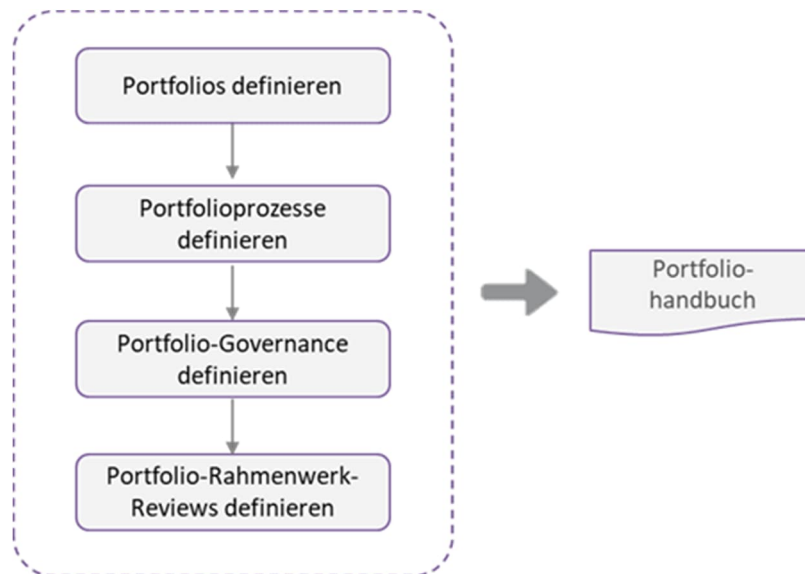 Portfolios definieren
Portfolioprozesse
definieren
Portfolio-Governance
definieren
Portfolio-Rahmenwerk-
Reviews definieren
Portfolio-
handbuch